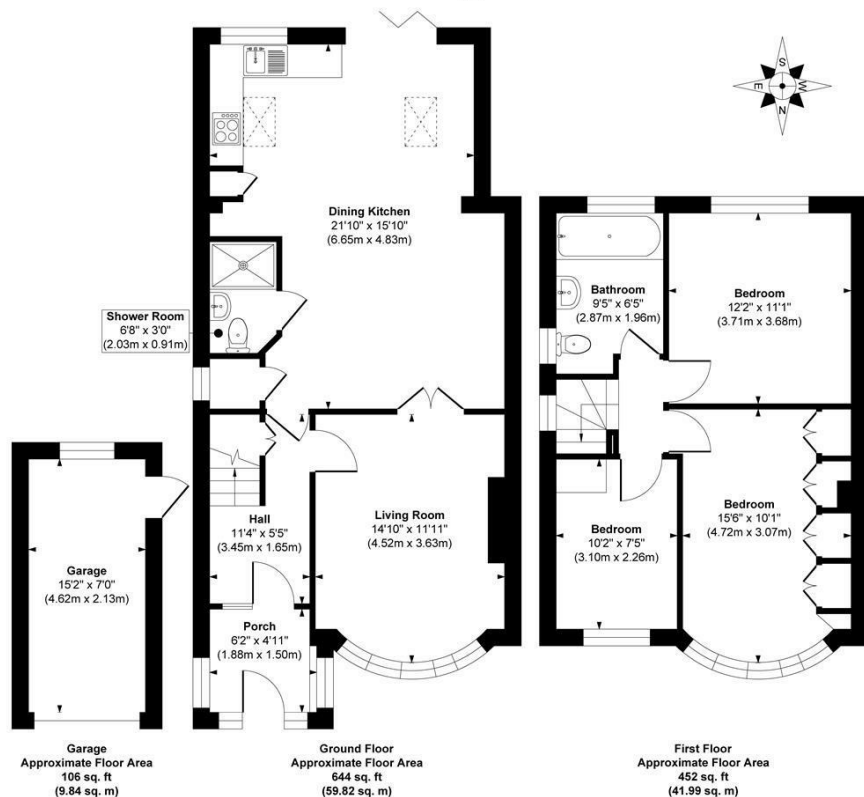 S
E
W
N
Dining Kitchen
21'10" x 15'10"
(6.65m x 4.83m)
Shower Room
6'8" x 3'0"
(2.03m x 0.91m)
Bathroom
9'5" x 6'5"
(2.87m x 1.96m)
Bedroom
12'2" x 11'1"
(3.71m x 3.68m)
Garage
15'2" x 7'0"
(4.62m x 2.13m)
Hall
11'4" x 5'5"
(3.45m x 1.65m)
Living Room
14'10" x 11'11"
(4.52m x 3.63m)
Porch
6'2" x 4'11"
(1.88m x 1.50m)
Bedroom
10'2" x 7'5"
(3.10m x 2.26m)
Bedroom
15'6" x 10'1"
(4.72m x 3.07m)
Garage
Approximate Floor Area
106 sq. ft
(9.84 sq. m)
Ground Floor
Approximate Floor Area
644 sq. ft
(59.82 sq. m)
First Floor
Approximate Floor Area
452 sq. ft
(41.99 sq. m)